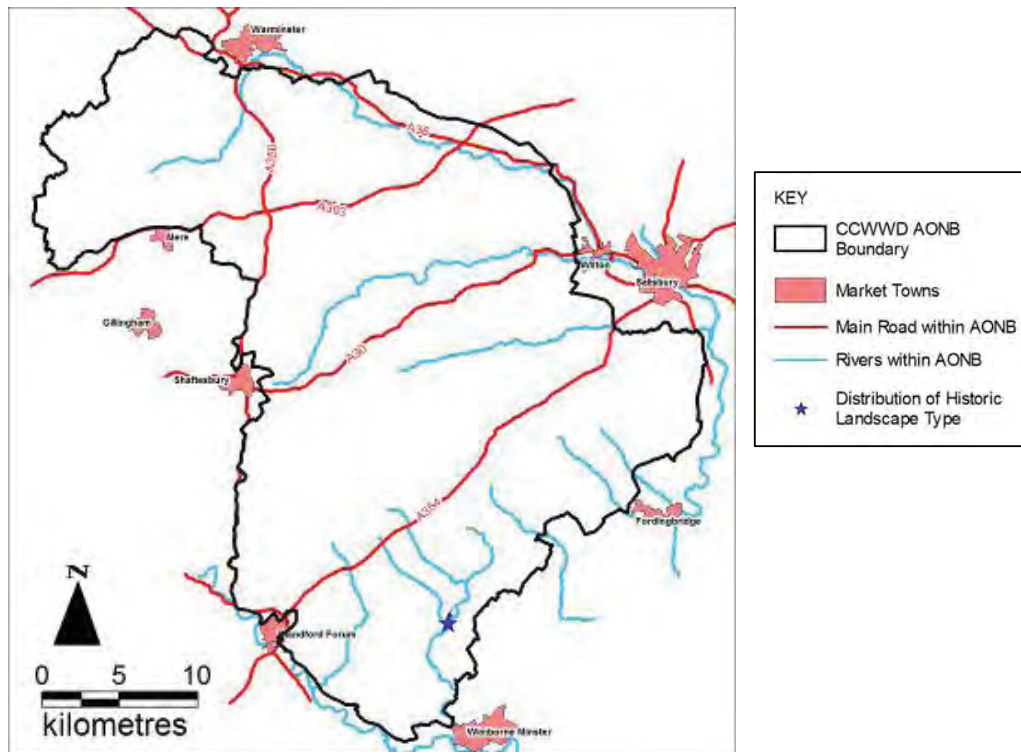 Warminster
A36
A350
A303
Mere
Wilton
Salisbury
Gillingham
A30
Shaftesbury
A354
Fordingbridge
N
Blandford Forum
Wimborne Minster
0 5 10
kilometres
KEY
CCWWD AONB
Boundary
Market Towns
Main Road within AONB
Rivers within AONB
Distribution of Historic
Landscape Type